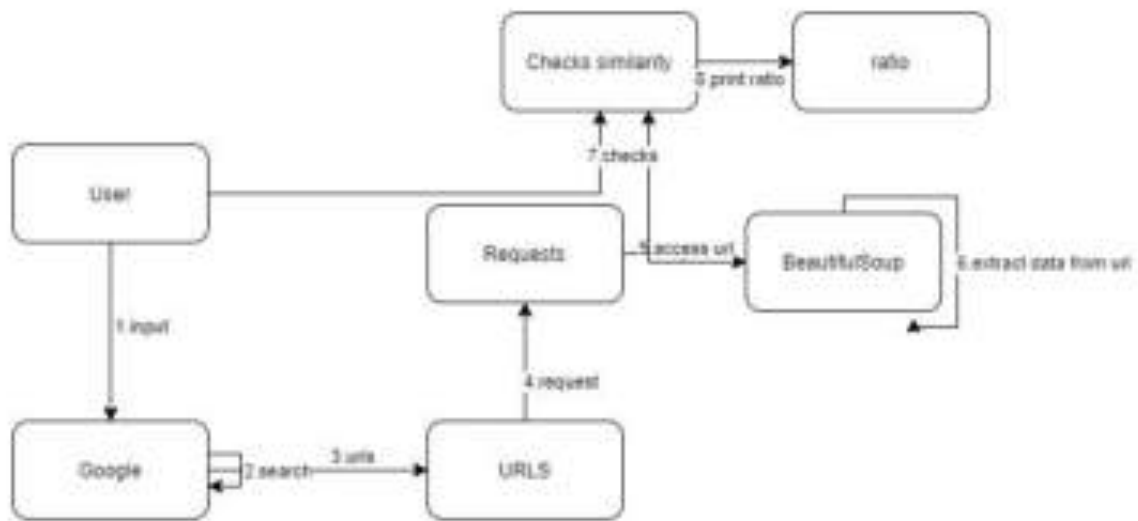 Checks similarity
ratio
8.print ratio
7.checks
User
Requests
5.access url
BeautifulSoup
6.extract data from url
1 input
4 request
Google
2.search
3 urls
URLS